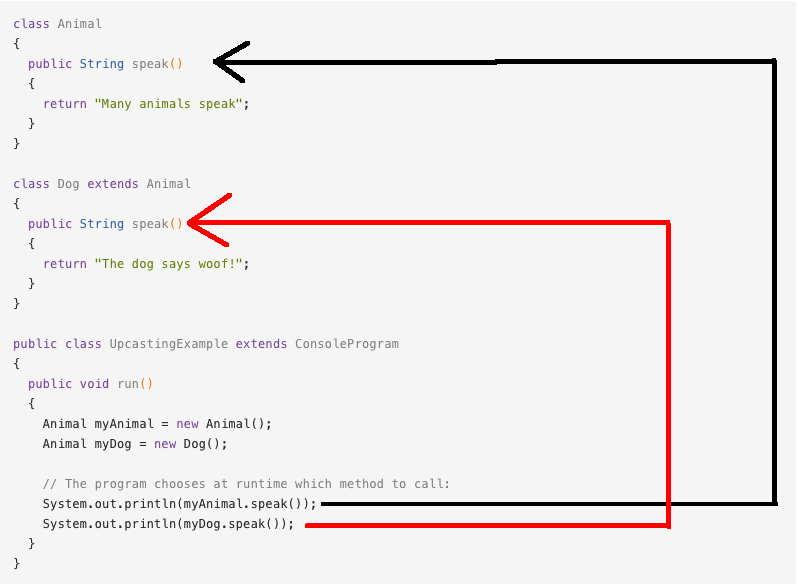 class Animal
{
  public String speak()
  {
    return "Many animals speak";
  }
}

class Dog extends Animal
{
  public String speak()
  {
    return "The dog says woof!";
  }
}

public class UpcastingExample extends ConsoleProgram
{
  public void run()
  {
    Animal myAnimal = new Animal();
    Animal myDog = new Dog();

    // The program chooses at runtime which method to call:
    System.out.println(myAnimal.speak());
    System.out.println(myDog.speak());
  }
}